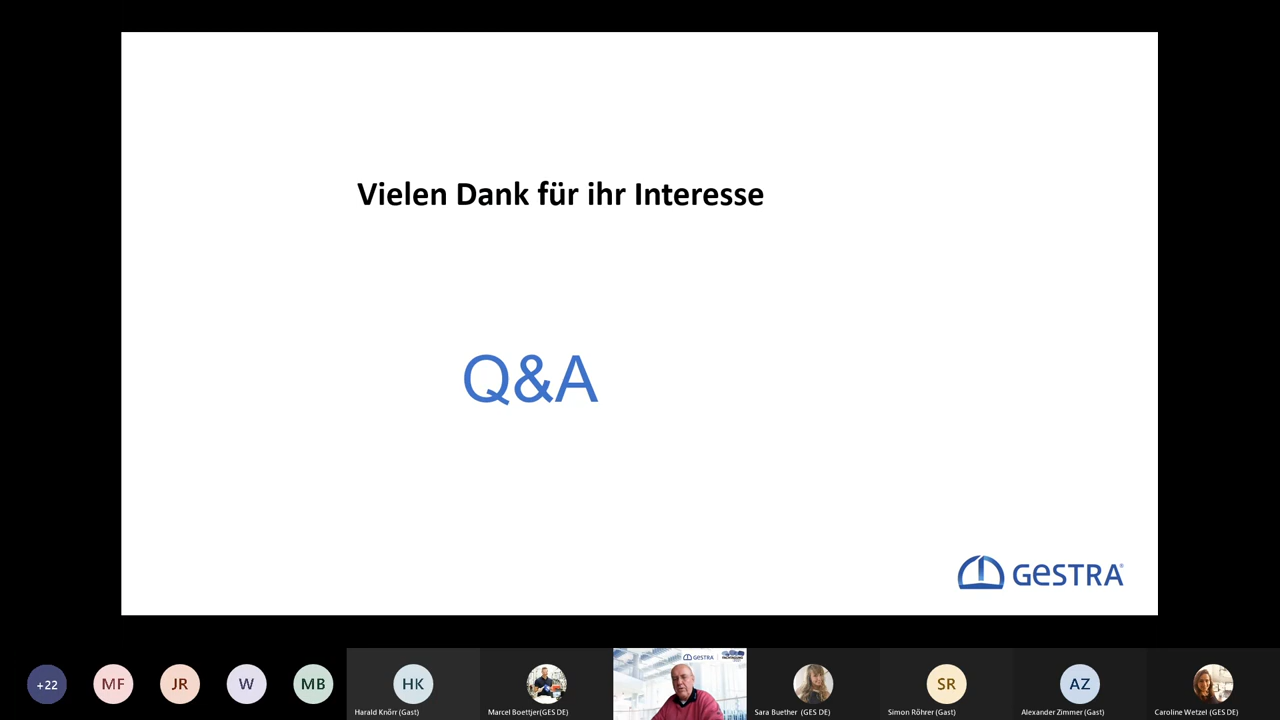 Vielen Dank für ihr Interesse
Q&A
GESTRA
+22
MF
JR
W
MB
HK
Harald Knörr (Gast)
Marcel Boettjer(GES DE)
GESTRA
Sara Buether (GES DE)
SR
Simon Röhrer (Gast)
AZ
Alexander Zimmer (Gast)
Caroline Wetzel (GES DE)